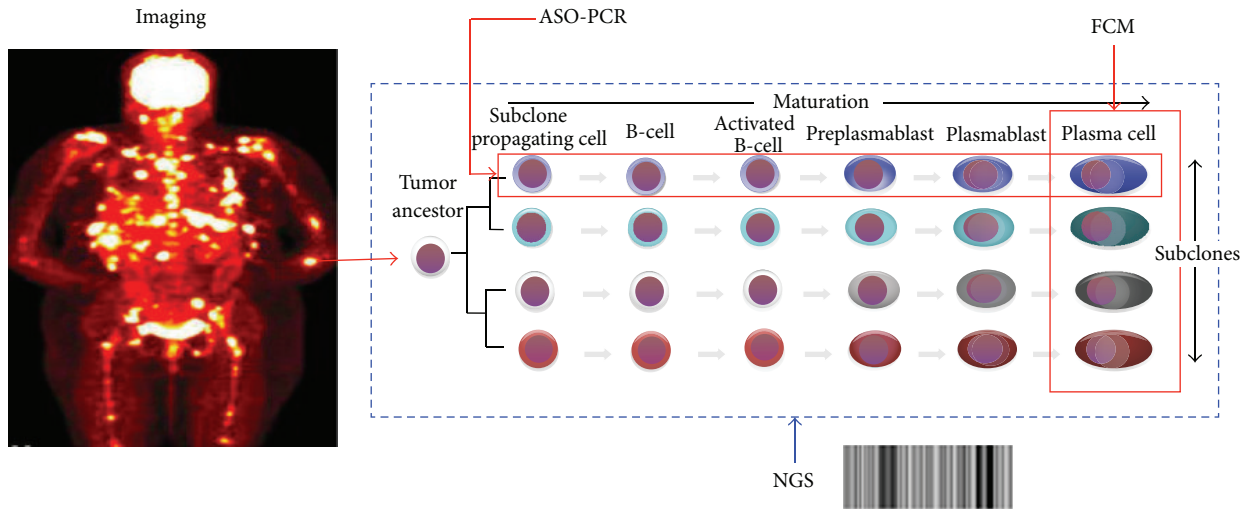 Imaging
ASO-PCR
FCM
Maturation
Subclone
propagating cell
B-cell
Activated
B-cell
Preplasmablast
Plasmablast
Plasma cell
Tumor
ancestor
Subclones
NGS